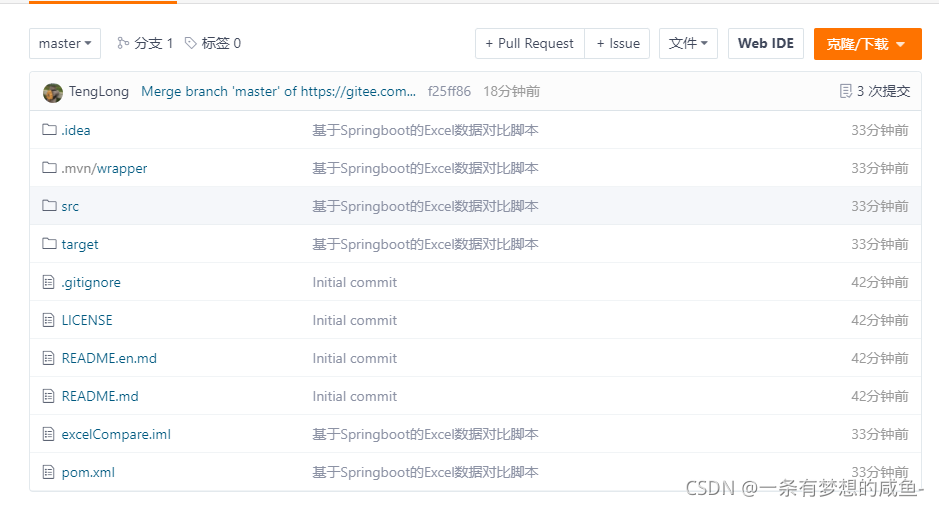 master 分支 1 标签 0 + Pull Request + Issue 文件 Web IDE 克隆/下载
TengLong Merge branch 'master' of https://gitee.com... f25ff86 18分钟前 3 次提交
.idea 基于Springboot的Excel数据对比脚本 33分钟前
.mvn/wrapper 基于Springboot的Excel数据对比脚本 33分钟前
src 基于Springboot的Excel数据对比脚本 33分钟前
target 基于Springboot的Excel数据对比脚本 33分钟前
.gitignore Initial commit 42分钟前
LICENSE Initial commit 42分钟前
README.en.md Initial commit 42分钟前
README.md Initial commit 42分钟前
excelCompare.iml 基于Springboot的Excel数据对比脚本 33分钟前
pom.xml 基于Springboot的Excel数据对比脚本 33分钟前
CSDN @一条有梦想的咸鱼-